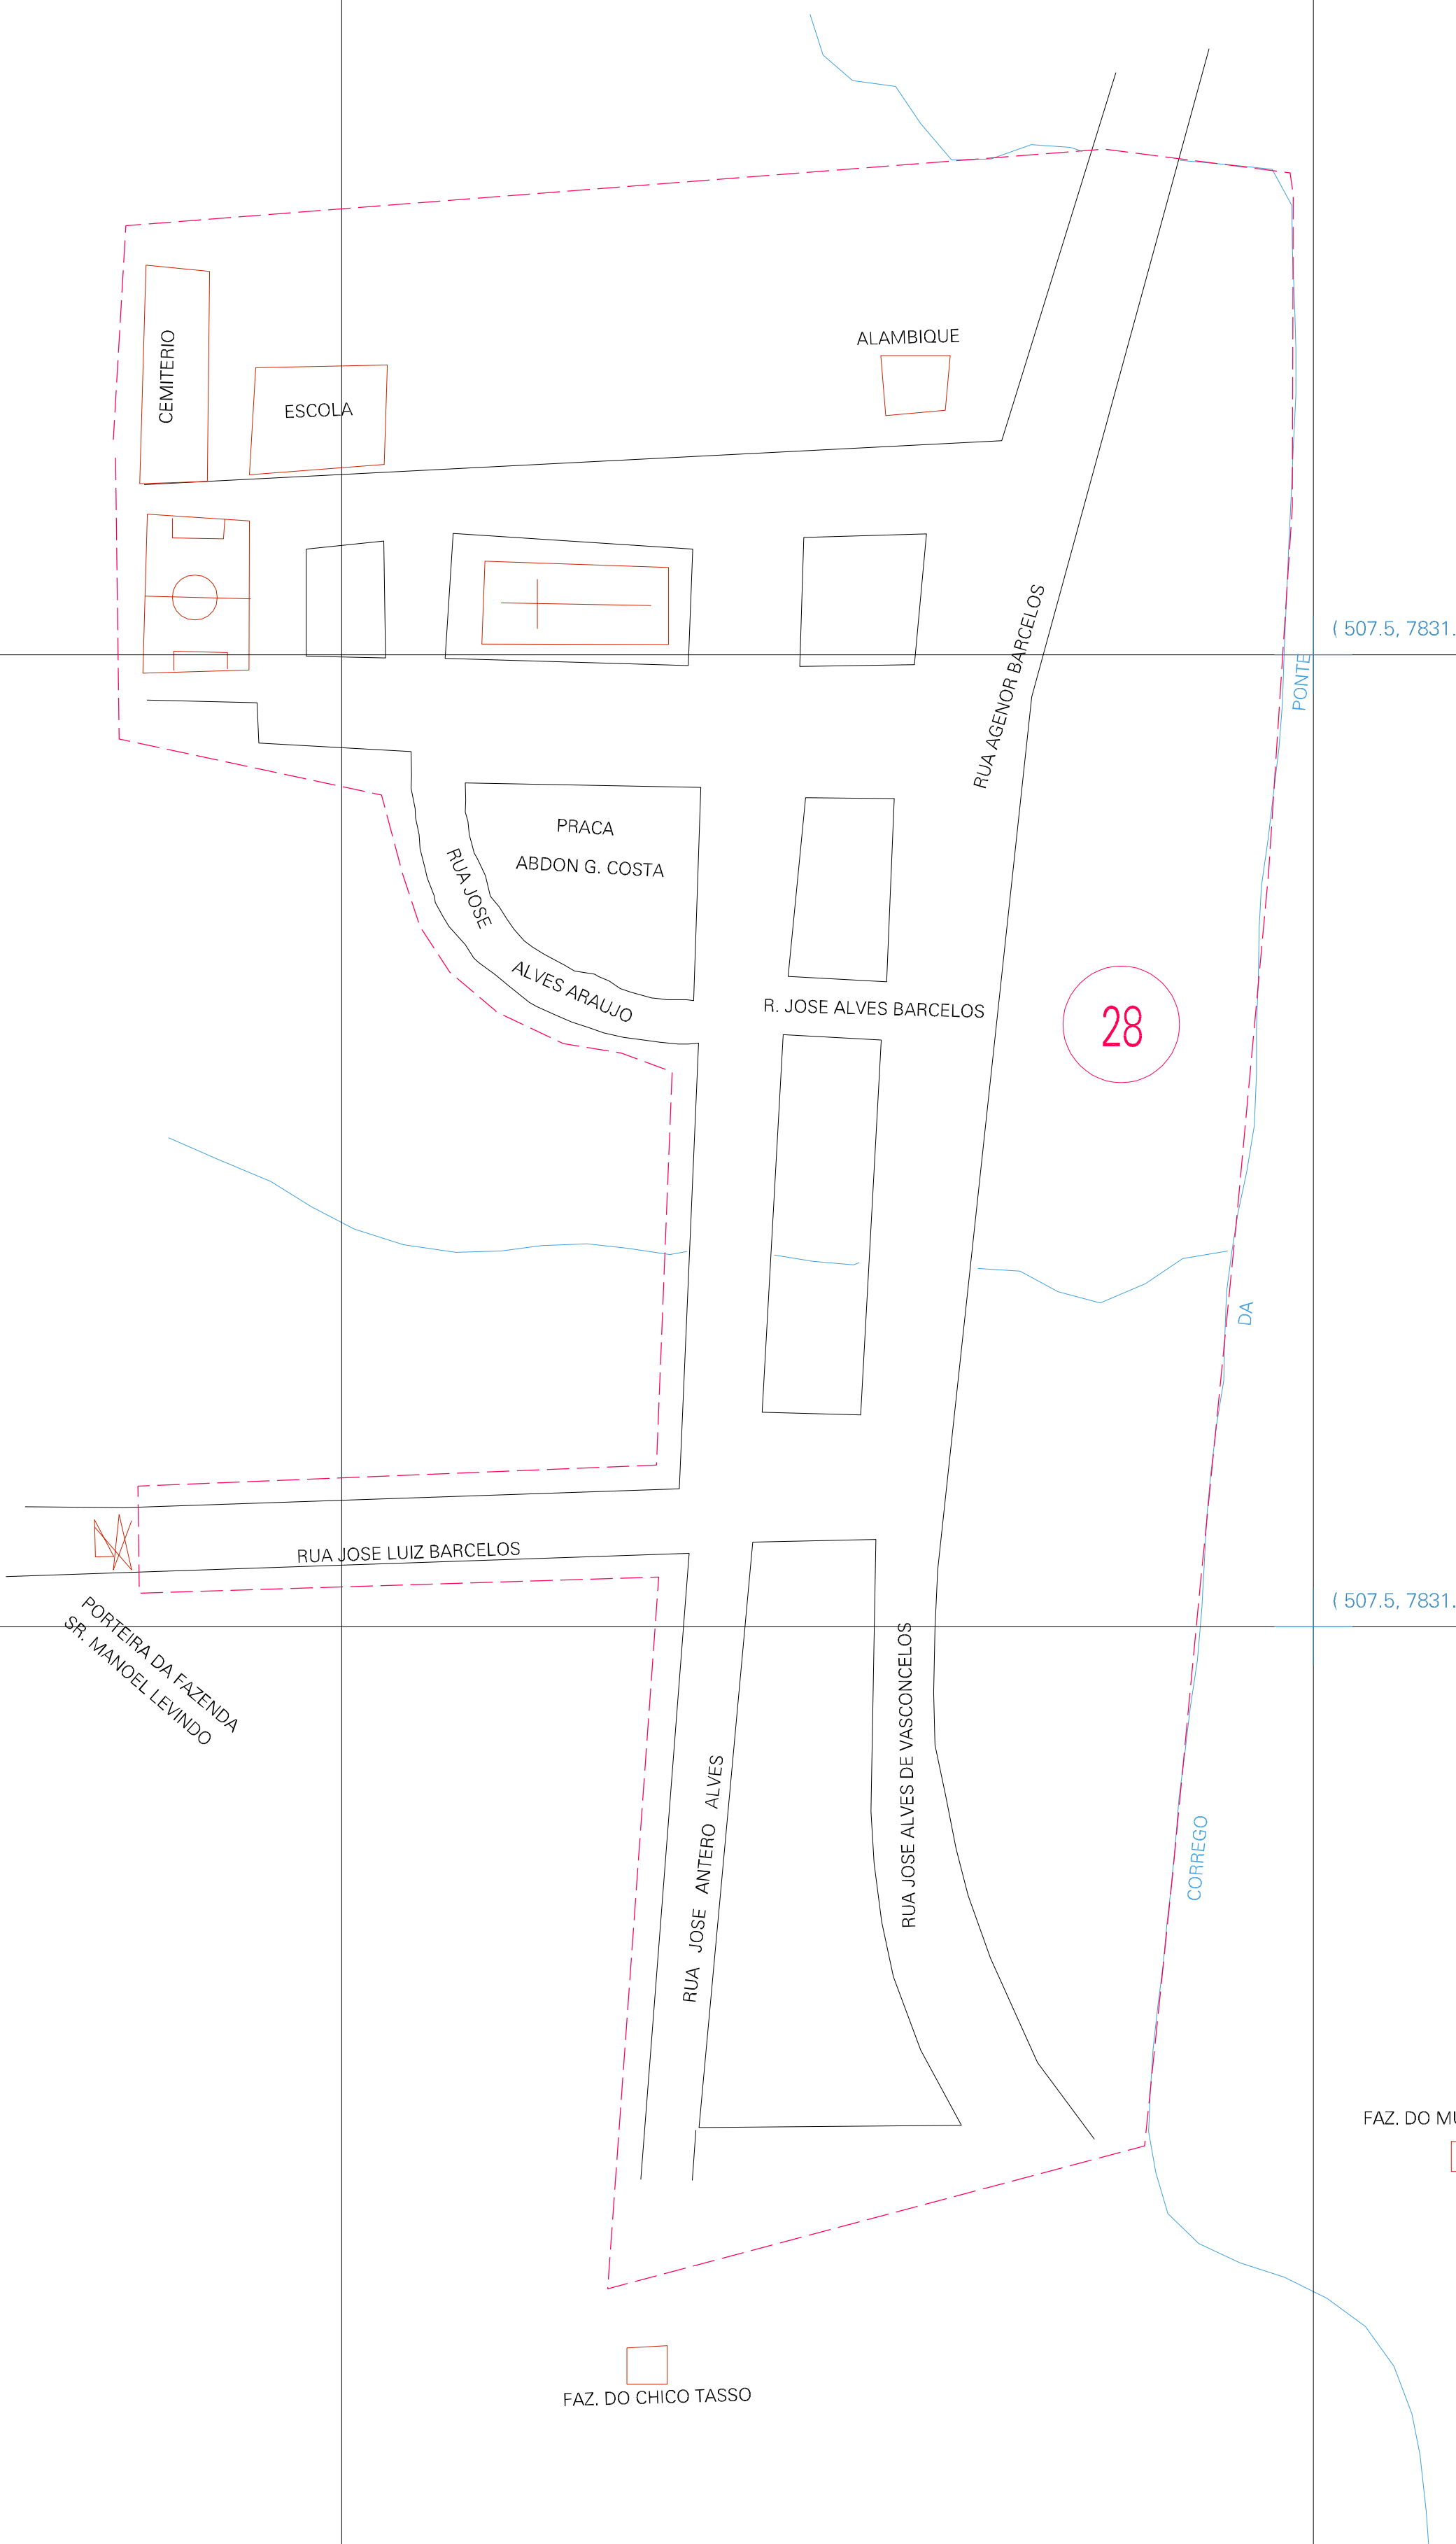 CEMITERIO
ESCOLA
ALAMBIQUE
RUA AGENOR BARCELOS
( 507.5, 7831.
PONTE
PRACA
ABDON G. COSTA
RUA JOSE
ALVES ARAUJO
R. JOSE ALVES BARCELOS
28
DA
RUA JOSE LUIZ BARCELOS
PORTEIRA DA FAZENDA
SR. MANOEL LEVINDO
( 507.5, 7831.
RUA JOSE ALVES DE VASCONCELOS
RUA JOSE ANTERO ALVES
CORREGO
FAZ. DO
FAZ. DO CHICO TASSO